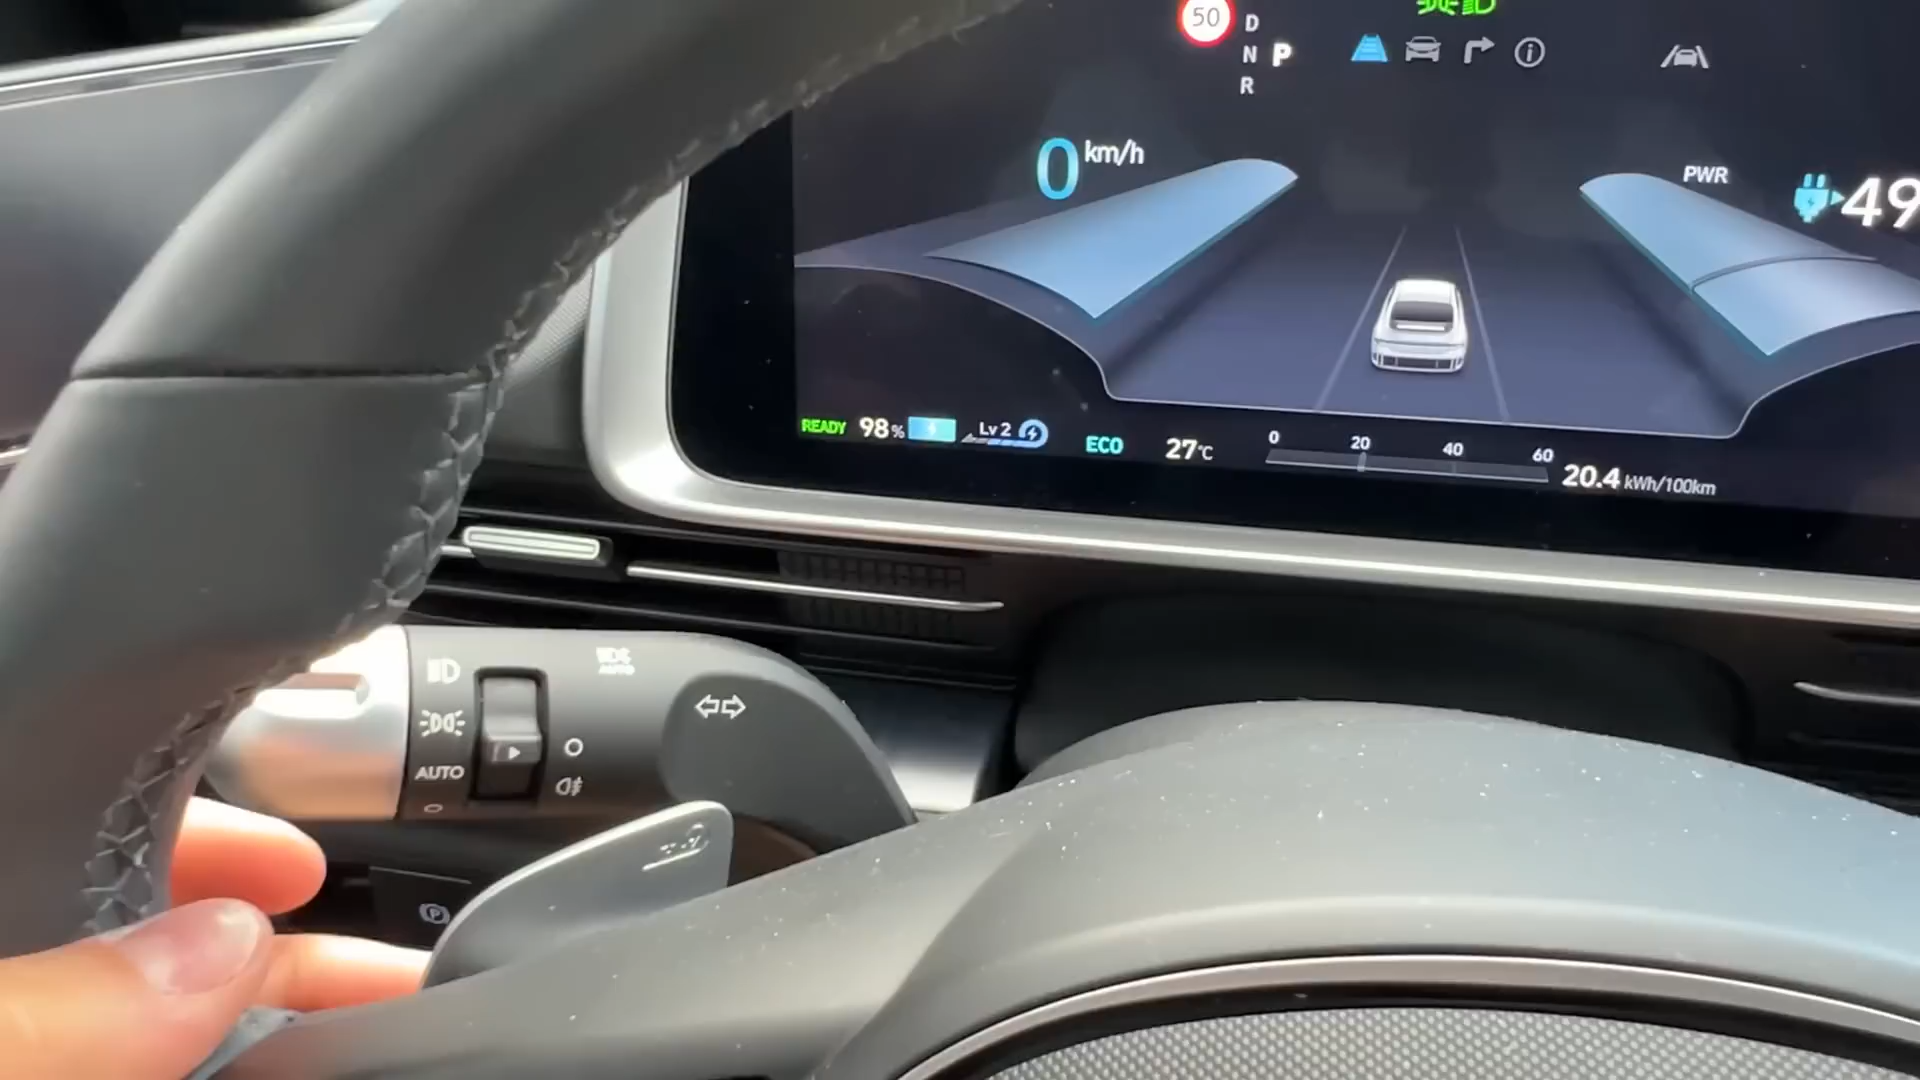 50
D
N P
R
0 km/h
PWR
49
READY 98% Lv 2 ECO 27°C
0 20 40 60
20.4 kWh/100km
AUTO
AUTO
P